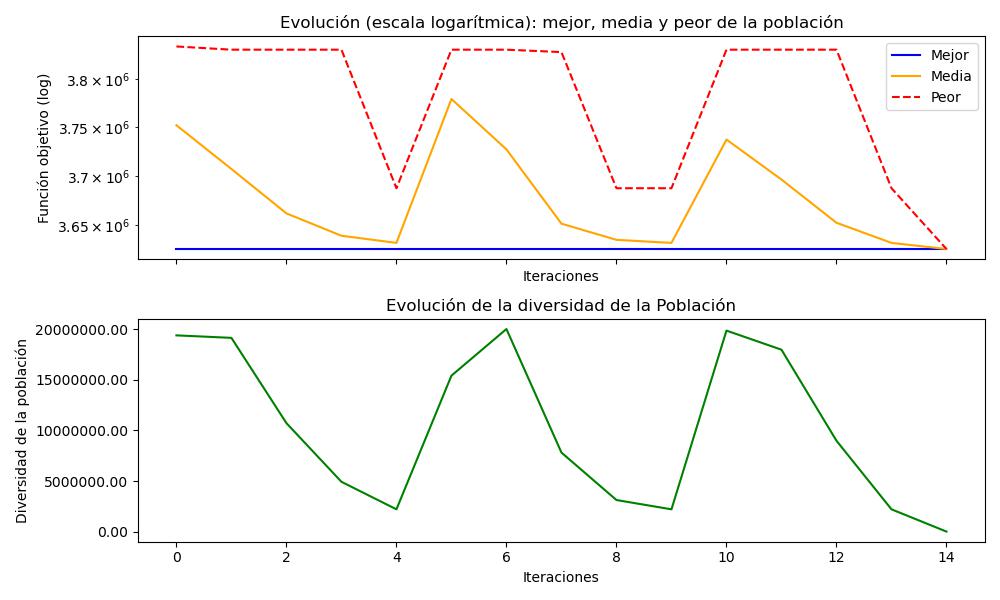 Evolución (escala logarítmica): mejor, media y peor de la población
Función objetivo (log)
3.8 × 10⁶
3.75 × 10⁶
3.7 × 10⁶
3.65 × 10⁶
Mejor
Media
Peor
Iteraciones
Evolución de la diversidad de la Población
Diversidad de la población
20000000.00
15000000.00
10000000.00
5000000.00
0.00
0 2 4 6 8 10 12 14
Iteraciones